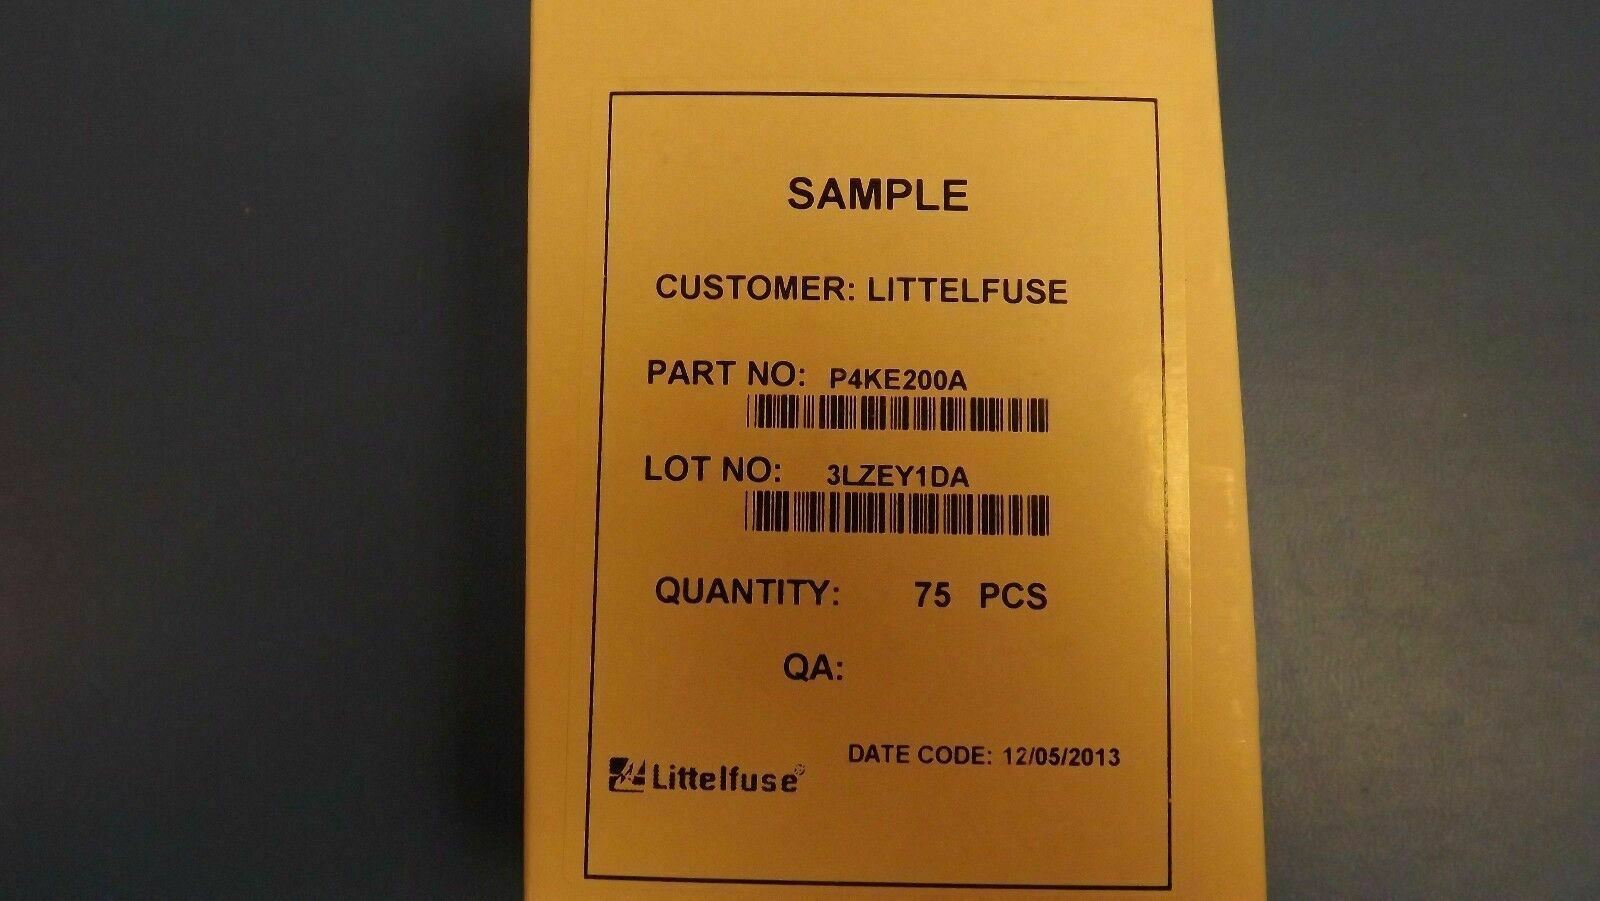 SAMPLE
CUSTOMER: LITTELFUSE
PART NO: P4KE200A
LOT NO: 3LZEY1DA
QUANTITY: 75 PCS
QA:
DATE CODE: 12/05/2013
Littelfuse®